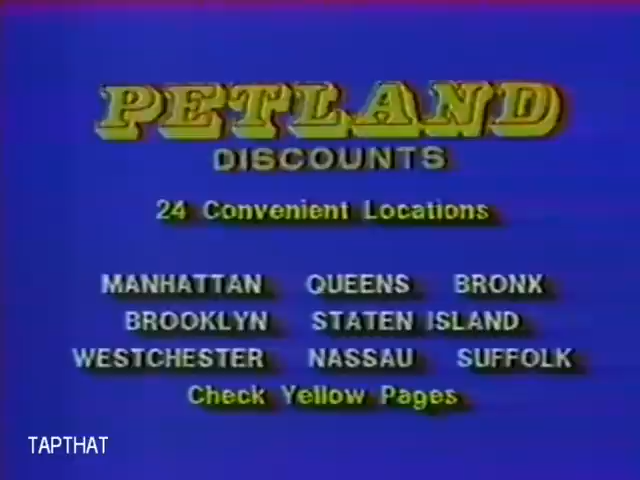 PETLAND
DISCOUNTS
24 Convenient Locations
MANHATTAN QUEENS BRONX
BROOKLYN STATEN ISLAND
WESTCHESTER NASSAU SUFFOLK
Check Yellow Pages
TAPTHAT